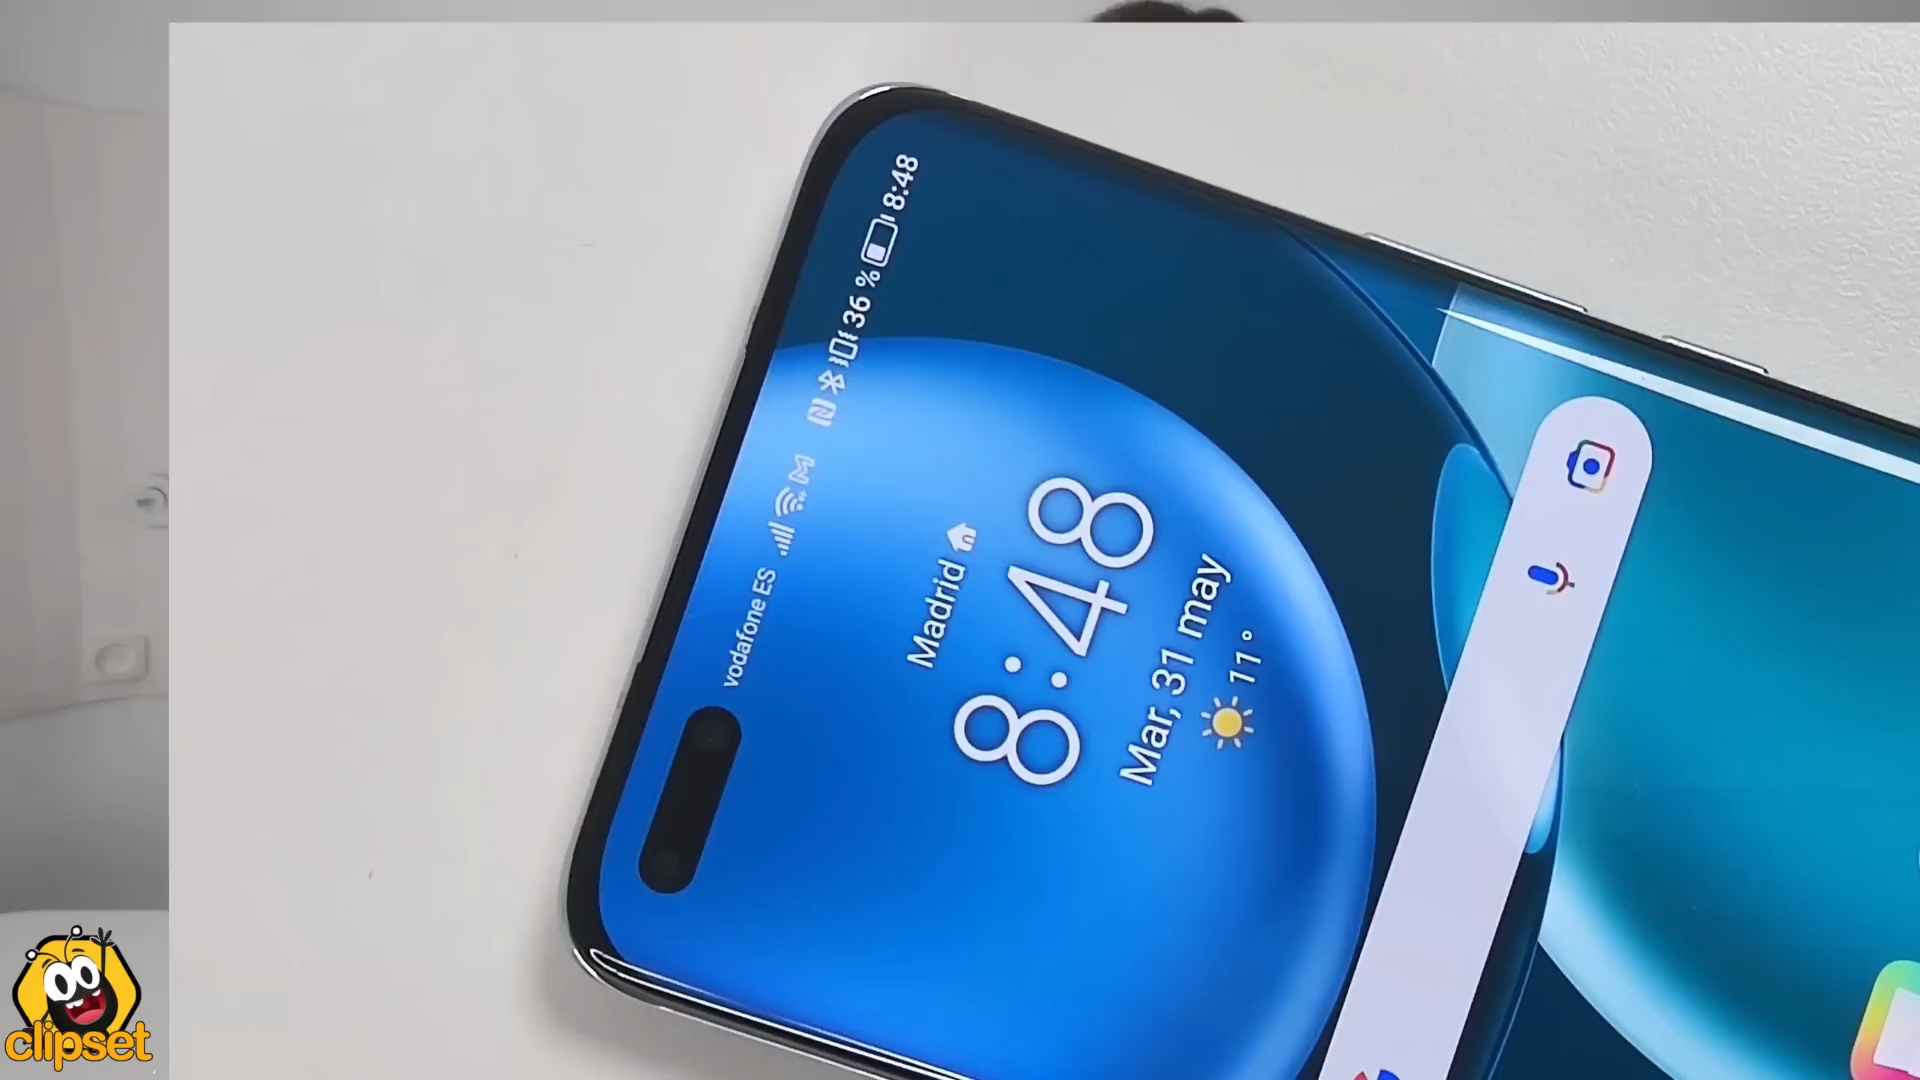 vodafone ES 36 % 8:48
Madrid
8:48
Mar, 31 may
11°
clipset